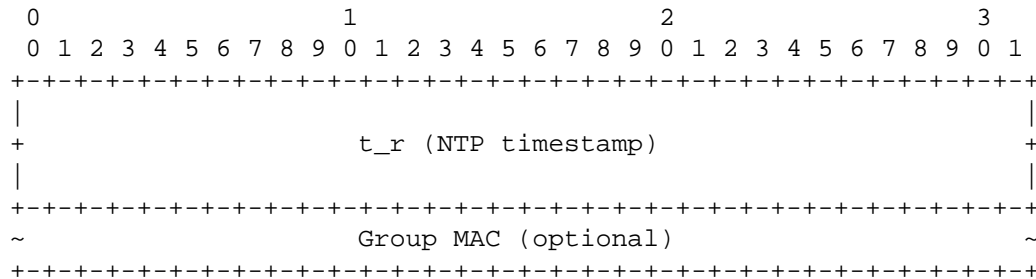 0                   1                   2                   3
 0 1 2 3 4 5 6 7 8 9 0 1 2 3 4 5 6 7 8 9 0 1 2 3 4 5 6 7 8 9 0 1
+-+-+-+-+-+-+-+-+-+-+-+-+-+-+-+-+-+-+-+-+-+-+-+-+-+-+-+-+-+-+-+-+
|                                                               |
+                     t_r (NTP timestamp)                       +
|                                                               |
+-+-+-+-+-+-+-+-+-+-+-+-+-+-+-+-+-+-+-+-+-+-+-+-+-+-+-+-+-+-+-+-+
~                     Group MAC (optional)                      ~
+-+-+-+-+-+-+-+-+-+-+-+-+-+-+-+-+-+-+-+-+-+-+-+-+-+-+-+-+-+-+-+-+